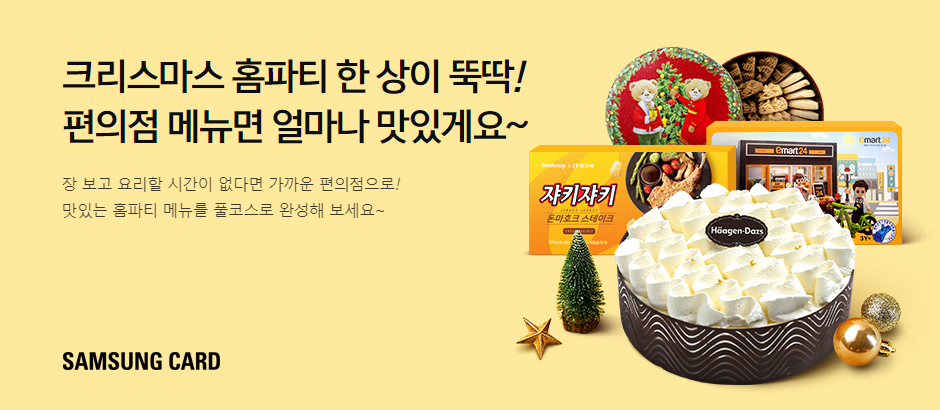 크리스마스 홈파티 한 상이 뚝딱!
편의점 메뉴면 얼마나 맛있게요~
장 보고 요리할 시간이 없다면 가까운 편의점으로!
맛있는 홈파티 메뉴를 풀코스로 완성해 보세요~
emart24
emart24
쟈키쟈키
돈마호크 스테이크
Häagen-Dazs
3Y+
SAMSUNG CARD